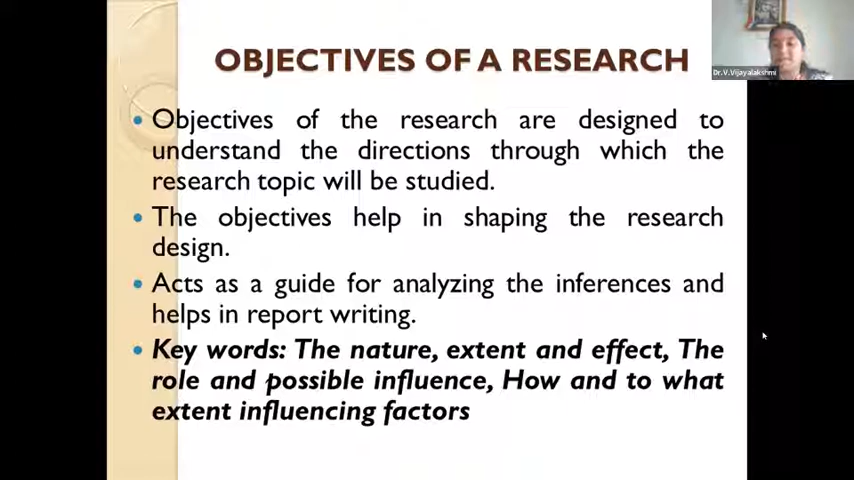 OBJECTIVES OF A RESEARCH
Dr.V.Vijayalakshmi
Objectives of the research are designed to
understand the directions through which the
research topic will be studied.
The objectives help in shaping the research
design.
Acts as a guide for analyzing the inferences and
helps in report writing.
Key words: The nature, extent and effect, The
role and possible influence, How and to what
extent influencing factors